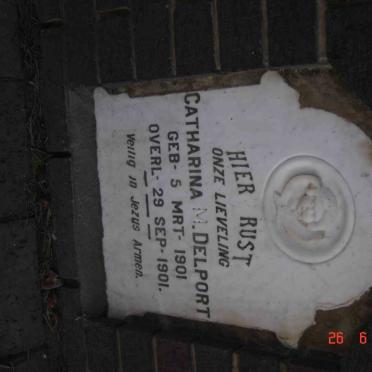 HIER RUST
ONZE LIEVELING
CATHARINA M. DELPORT
GEB- 5 MRT- 1901
OVERL- 29 SEP- 1901.
Veilig in Jezus Armen.
26 6